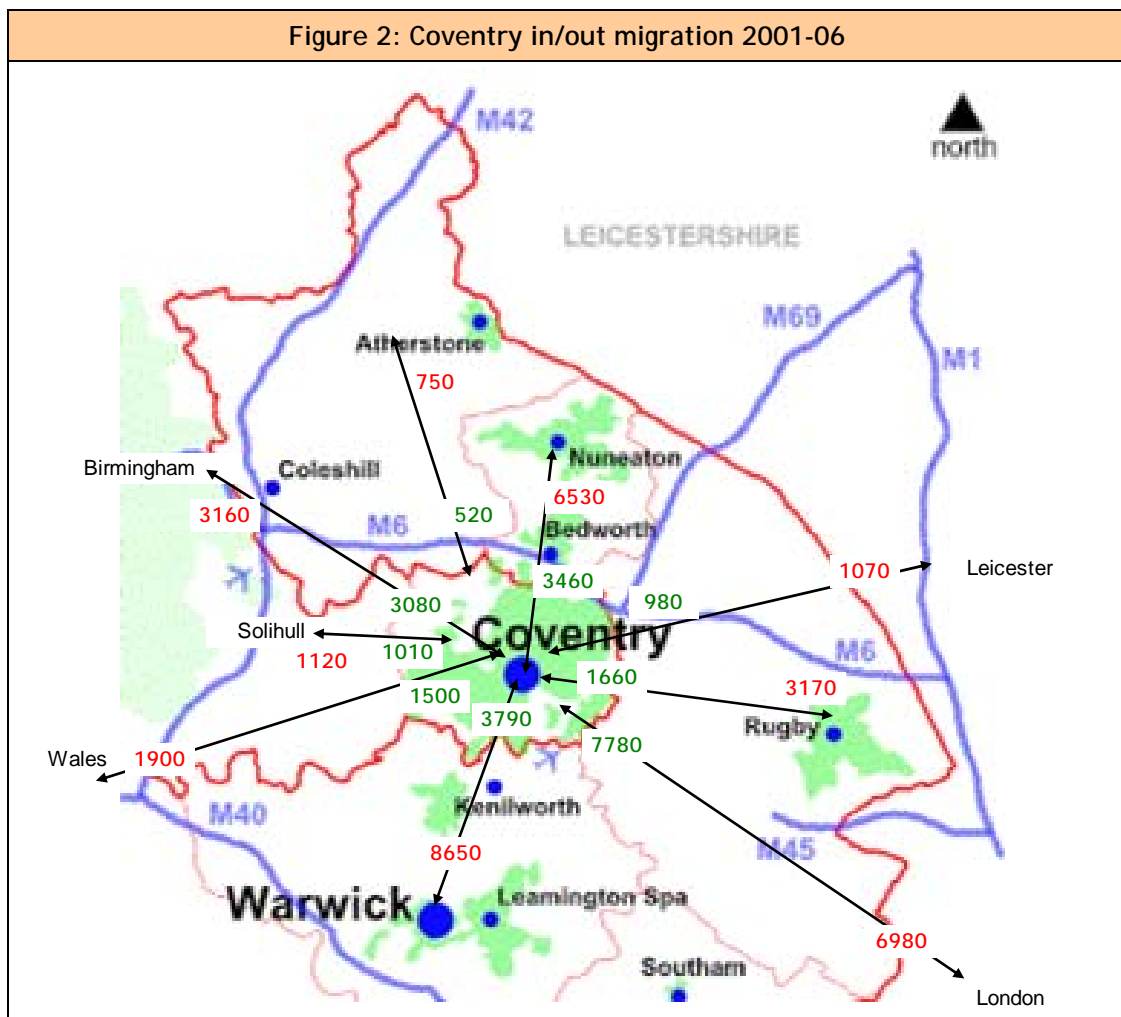 Figure 2: Coventry in/out migration 2001-06
M42
north
LEICESTERSHIRE
M69
Atherstone
M1
750
Nuneaton
Birmingham
Coleshill
6530
3160
520
M6
Bedworth
3460
1070
Leicester
3080
980
Solihull
Coventry
1120
1010
M6
1660
1500
3170
3790
Rugby
7780
Wales
1900
Kenilworth
M40
M45
8650
Warwick
Leamington Spa
6980
Southam
London